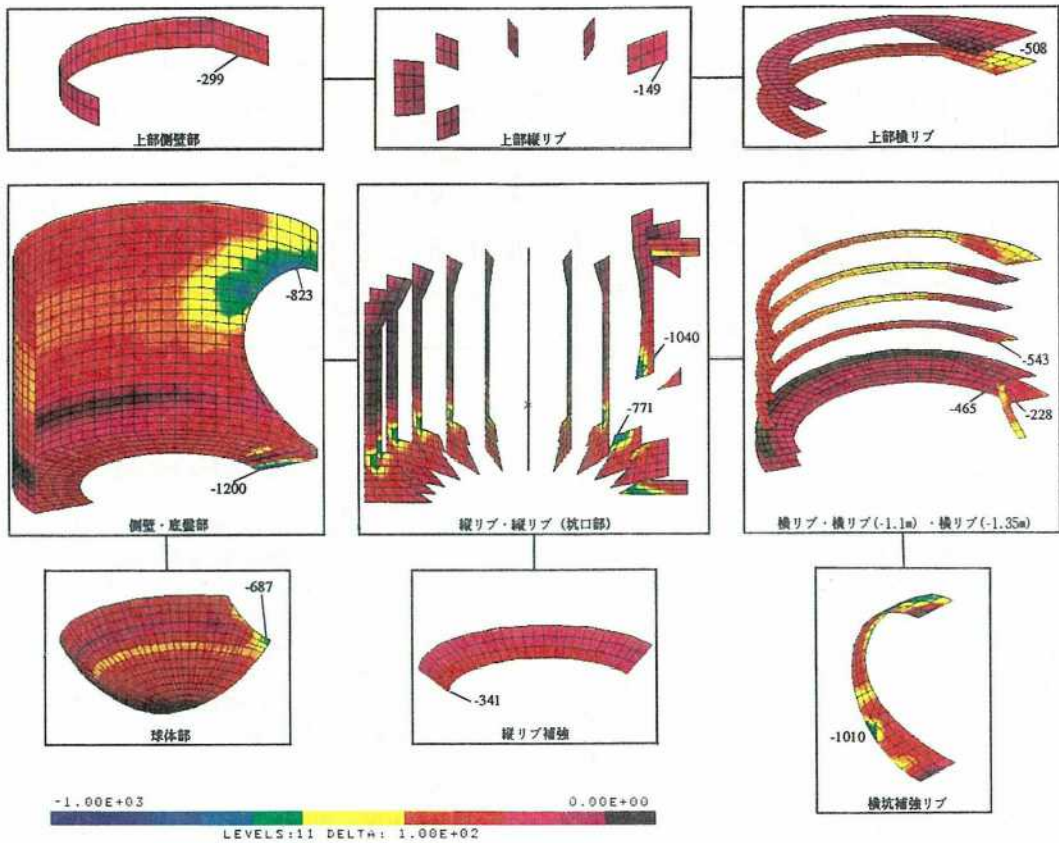 -299
上部側壁部
-149
上部縦リブ
-508
上部横リブ
-823
-1200
側壁・底盤部
-1040
-771
縦リブ・縦リブ (坑口部)
-543
-465
-228
横リブ・横リブ(-1.1m) ・横リブ(-1.35m)
-687
球体部
-341
縦リブ補強
-1010
横坑補強リブ
-1.00E+03
0.00E+00
LEVELS:11 DELTA: 1.00E+02